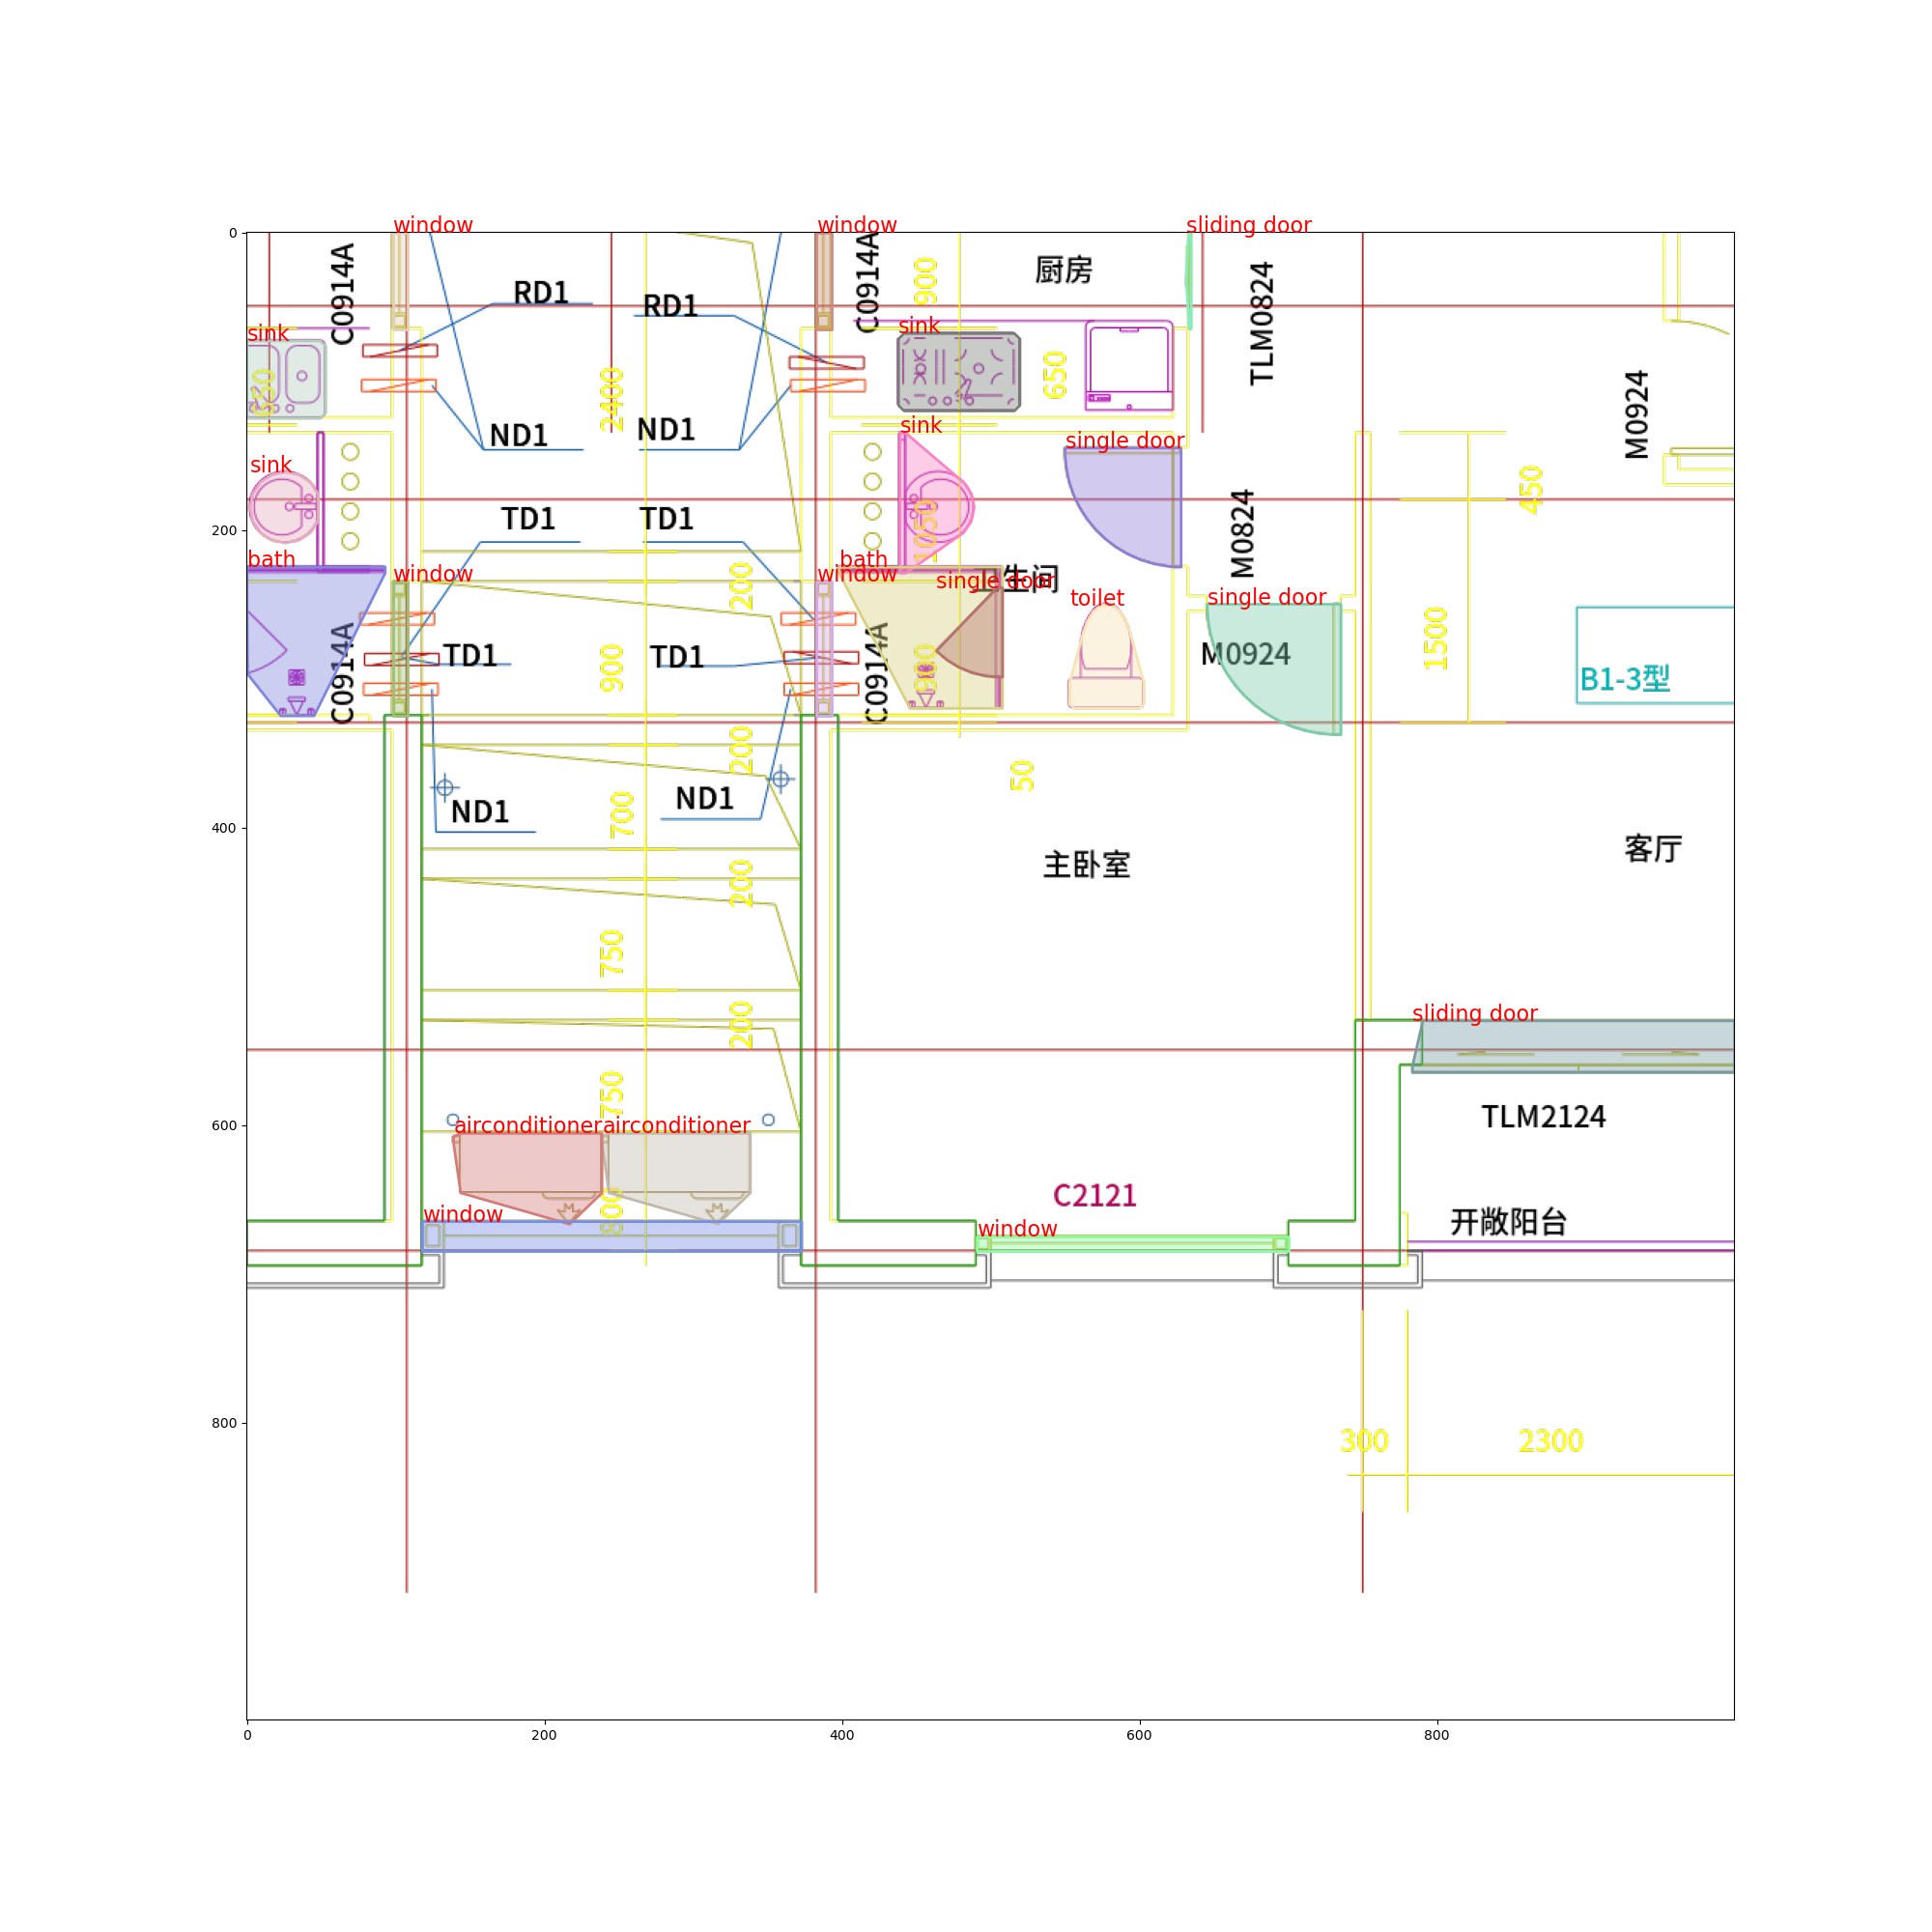 window
window
sliding door
0
C0914A
RD1
RD1
C0914A
900
厨房
TLM0824
sink
sink
650
2400
650
M0924
ND1
ND1
sink
single door
sink
450
200
TD1
TD1
1050
M0824
bath
window
200
window
bath
single door
卫生间
toilet
single door
C0914A
TD1
900
TD1
C0914A
980
M0924
1500
B1-3型
200
50
ND1
700
ND1
400
200
主卧室
客厅
750
200
sliding door
750
600
airconditioner
airconditioner
TLM2124
800
C2121
window
window
开敞阳台
800
300
2300
0
200
400
600
800